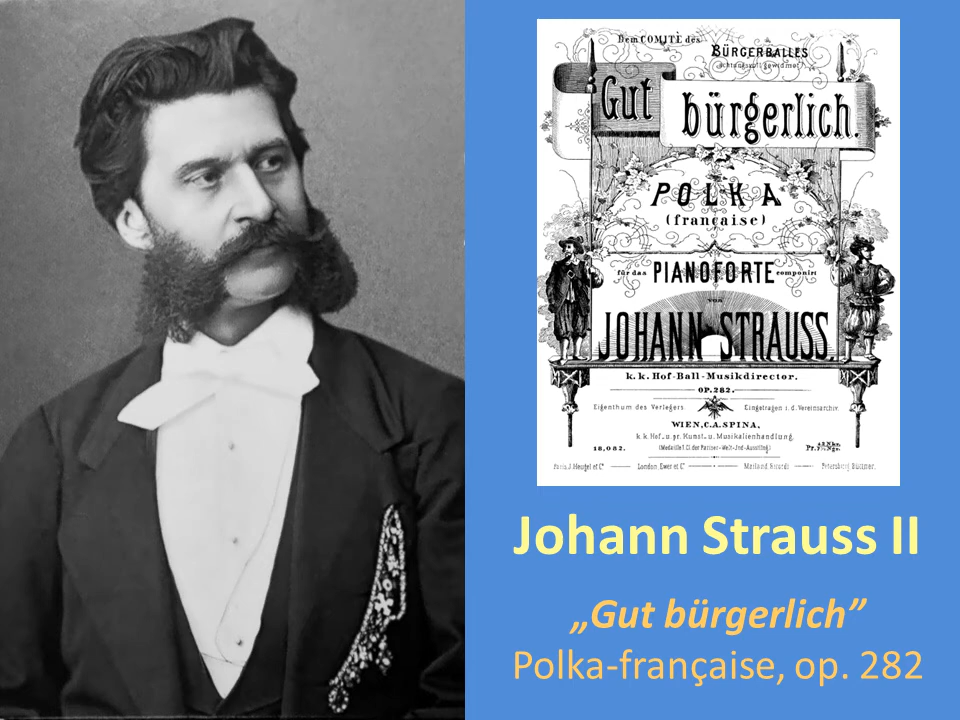 Dem COMITÉ des BÜRGERBALLES
achtungsvoll gewidmet.
Gut bürgerlich.
POLKA
(française)
für das PIANOFORTE componirt
von
JOHANN STRAUSS.
k. k. Hof-Ball-Musikdirector.
OP. 282.
Eigenthum des Verlegers. Eingetragen i. d. Vereinsarchiv.
WIEN, C. A. SPINA,
k. k. Hof- u. pr. Kunst- u. Musikalienhandlung,
18,082.
Paris J. Heugel et Cie London Ewer et Co Mailand Ricordi Petersburg Büttner.
Johann Strauss II
„Gut bürgerlich”
Polka-française, op. 282